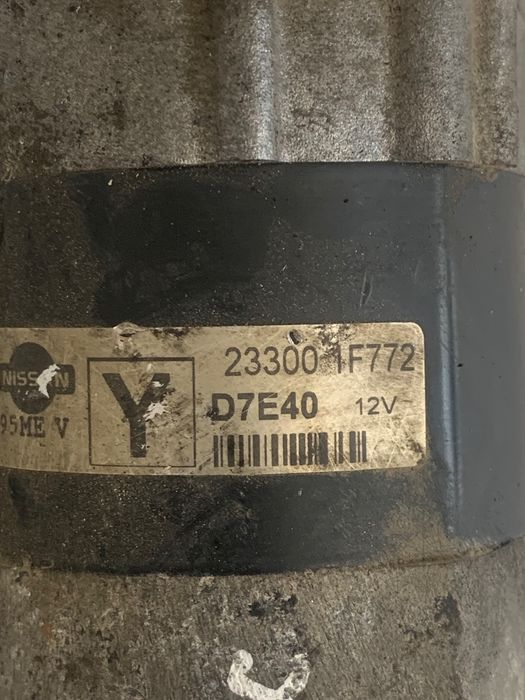 NISSAN
95ME V
Y
23300 1F772
D7E40 12V